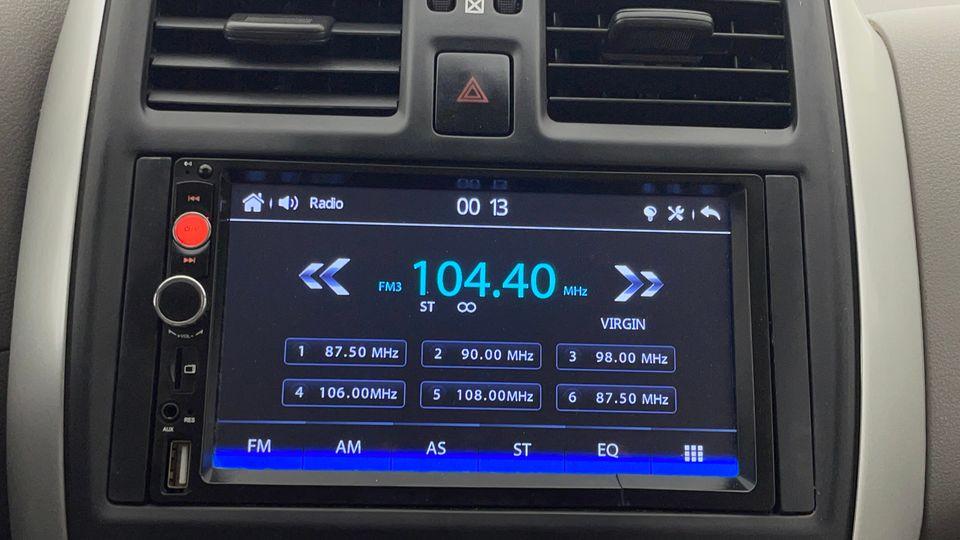 Radio
00 13
FM3 104.40 MHz
ST
VIRGIN
1 87.50 MHz
2 90.00 MHz
3 98.00 MHz
4 106.00MHz
5 108.00MHz
6 87.50 MHz
VOL
AUX
RES
FM
AM
AS
ST
EQ